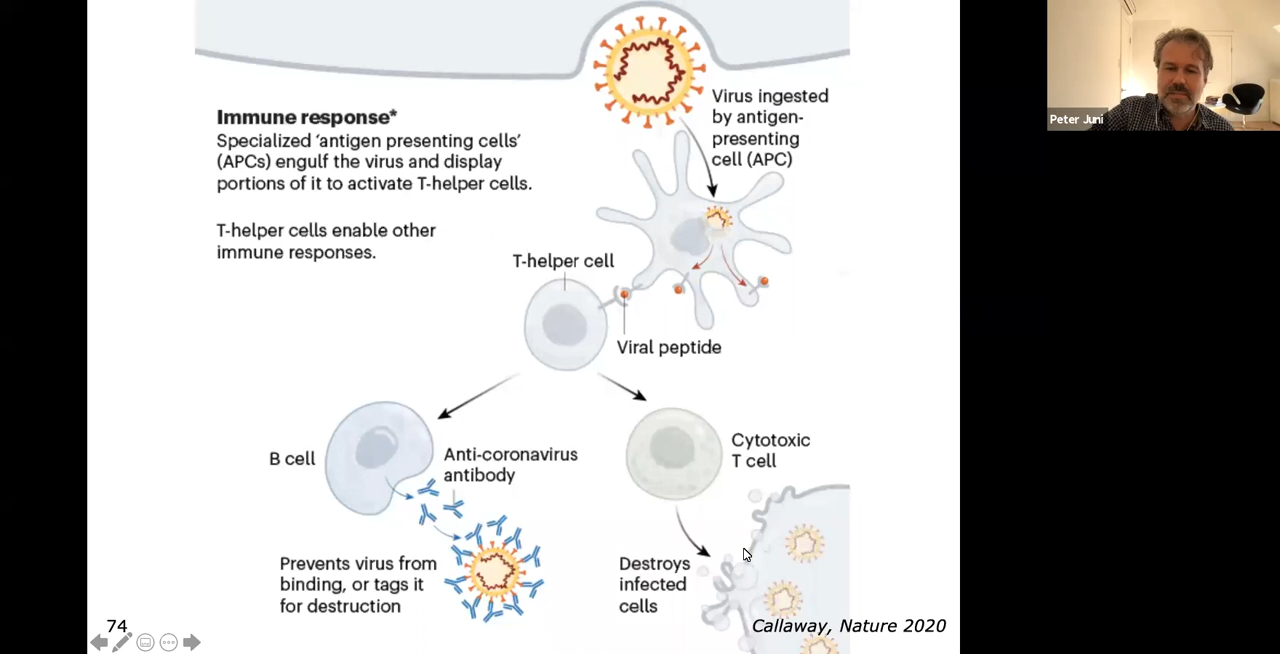 Immune response*
Specialized ‘antigen presenting cells’
(APCs) engulf the virus and display
portions of it to activate T-helper cells.
T-helper cells enable other
immune responses.
Virus ingested
by antigen-
presenting
cell (APC)
T-helper cell
Viral peptide
B cell
Anti-coronavirus
antibody
Cytotoxic
T cell
Prevents virus from
binding, or tags it
for destruction
Destroys
infected
cells
74
Callaway, Nature 2020
Peter Juni